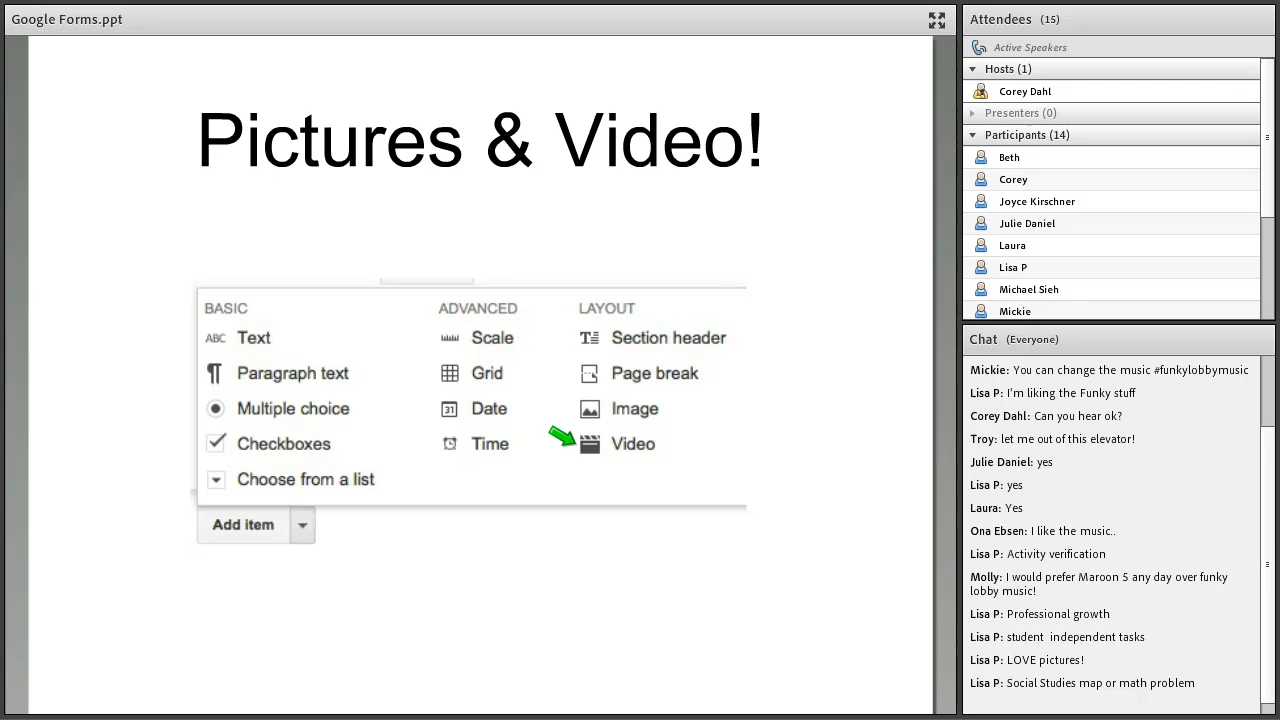 Google Forms.ppt
Pictures & Video!
BASIC ADVANCED LAYOUT
ABC Text Scale Section header
Paragraph text Grid Page break
Multiple choice 31 Date Image
Checkboxes Time Video
Choose from a list
Add item
Attendees (15)
Active Speakers
Hosts (1)
Corey Dahl
Presenters (0)
Participants (14)
Beth
Corey
Joyce Kirschner
Julie Daniel
Laura
Lisa P
Michael Sieh
Mickie
Chat (Everyone)
Mickie: You can change the music #funkylobbymusic
Lisa P: I'm liking the Funky stuff
Corey Dahl: Can you hear ok?
Troy: let me out of this elevator!
Julie Daniel: yes
Lisa P: yes
Laura: Yes
Ona Ebsen: I like the music..
Lisa P: Activity verification
Molly: I would prefer Maroon 5 any day over funky
lobby music!
Lisa P: Professional growth
Lisa P: student independent tasks
Lisa P: LOVE pictures!
Lisa P: Social Studies map or math problem